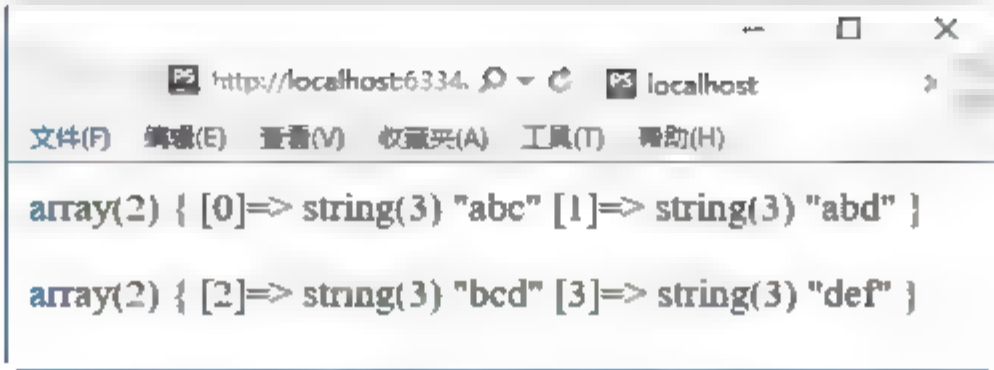 http://localhost:6334. localhost
文件(F) 编辑(E) 查看(V) 收藏夹(A) 工具(T) 帮助(H)
array(2) { [0]=> string(3) "abc" [1]=> string(3) "abd" }
array(2) { [2]=> string(3) "bcd" [3]=> string(3) "def" }